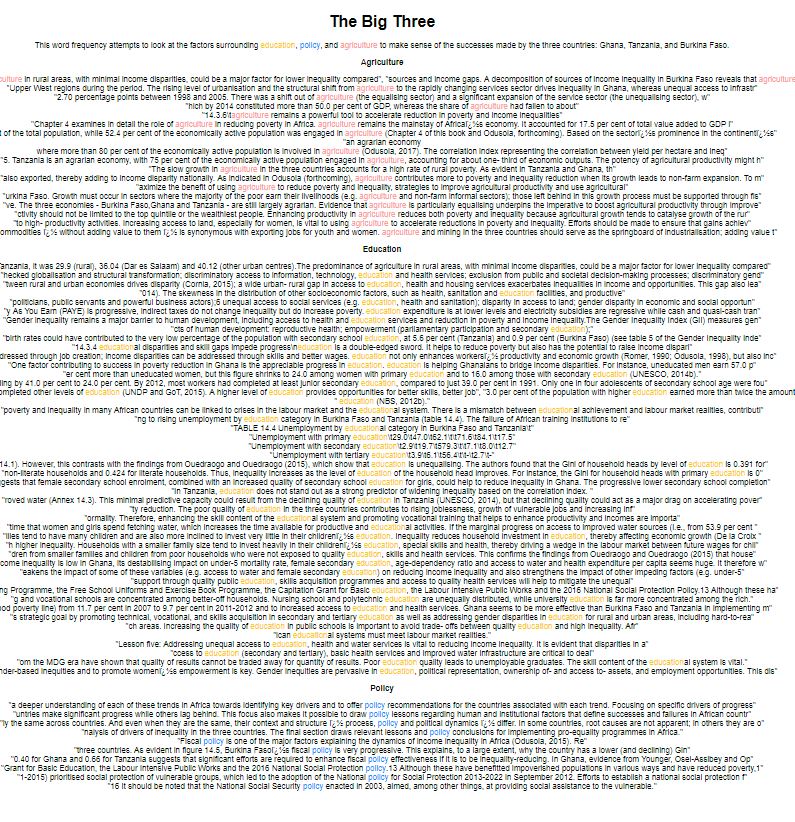 The Big Three
This word frequency attempts to look at the factors surrounding education, policy, and agriculture to make sense of the successes made by the three countries: Ghana, Tanzania, and Burkina Faso.
Agriculture
culture in rural areas, with minimal income disparities, could be a major factor for lower inequality compared", "sources and income gaps. A decomposition of sources of income inequality in Burkina Faso reveals that agriculture
"Upper West regions during the period. The rising level of urbanisation and the structural shift from agriculture to the rapidly changing services sector drives inequality in Ghana, whereas unequal access to infrastr"
"2.70 percentage points between 1998 and 2005. There was a shift out of agriculture (the equalising sector) and a significant expansion of the service sector (the unequalising sector), w"
"hich by 2014 constituted more than 50.0 per cent of GDP, whereas the share of agriculture had fallen to about"
"14.3.6\tagriculture remains a powerful tool to accelerate reduction in poverty and income inequalities"
"Chapter 4 examines in detail the role of agriculture in reducing poverty in Africa. agriculture remains the mainstay of Africaï¿½s economy. It accounted for 17.5 per cent of total value added to GDP i"
t of the total population, while 52.4 per cent of the economically active population was engaged in agriculture (Chapter 4 of this book and Odusola, forthcoming). Based on the sectorï¿½s prominence in the continentï¿½s"
"an agrarian economy
where more than 80 per cent of the economically active population is involved in agriculture (Odusola, 2017). The correlation index representing the correlation between yield per hectare and ineq"
"5. Tanzania is an agrarian economy, with 75 per cent of the economically active population engaged in agriculture, accounting for about one- third of economic outputs. The potency of agricultural productivity might h"
"The slow growth in agriculture in the three countries accounts for a high rate of rural poverty. As evident in Tanzania and Ghana, th"
"also exported, thereby adding to income disparity nationally. As indicated in Odusola (forthcoming), agriculture contributes more to poverty and inequality reduction when its growth leads to non-farm expansion. To m"
"aximize the benefit of using agriculture to reduce poverty and inequality, strategies to improve agricultural productivity and use agricultural"
"urkina. Growth must occur in sectors where the majority of the poor earn their livelihoods (e.g. agriculture and non-farm informal sectors); those left behind in this growth process must be supported through fis"
"ve. The three economies - Burkina Faso,Ghana and Tanzania - are still largely agrarian. Evidence that agriculture is particularly equalising underpins the imperative to boost agricultural productivity through improve"
"ctivity should not be limited to the top quintile or the wealthiest people. Enhancing productivity in agriculture reduces both poverty and inequality because agricultural growth tends to catalyse growth of the rur"
"to high- productivity activities. Increasing access to land, especially for women, is vital to using agriculture to accelerate reductions in poverty and inequality. Efforts should be made to ensure that gains achiev"
ommodities ï¿½ without adding value to them ï¿½ is synonymous with exporting jobs for youth and women. agriculture and mining in the three countries should serve as the springboard of industrialisation; adding value t"
Education
anzania, it was 29.9 (rural), 36.04 (Dar es Salaam) and 40.12 (other urban centres).The predominance of agriculture in rural areas, with minimal income disparities, could be a major factor for lower inequality compared"
"hecked globalisation and structural transformation; discriminatory access to information, technology, education and health services; exclusion from public and societal decision-making processes; discriminatory gend"
"tween rural and urban economies drives disparity (Cornia, 2015); a wide urban- rural gap in access to education, health and housing services exacerbates inequalities in income and opportunities. This gap also lea"
"014). The skewness in the distribution of other socioeconomic factors, such as health, sanitation and education facilities, and productive"
"politicians, public servants and powerful business actors).5 unequal access to social services (e.g. education, health and sanitation); disparity in access to land; gender disparity in economic and social opportun"
"y As You Earn (PAYE) is progressive, indirect taxes do not change inequality but do increase poverty. education expenditure is at lower levels and electricity subsidies are regressive while cash and quasi-cash tran"
"Gender inequality remains a major barrier to human development, including access to health and education services and reduction in poverty and income inequality.The Gender Inequality Index (GII) measures gen"
"cts of human development: reproductive health; empowerment (parliamentary participation and secondary education);"
"birth rates could have contributed to the very low percentage of the population with secondary school education, at 5.6 per cent (Tanzania) and 0.9 per cent (Burkina Faso) (see table 5 of the Gender Inequality Inde"
"14.3.4 educational disparities and skill gaps impede progress\neducation is a double-edged sword. It helps to reduce poverty but also has the potential to raise income dispari"
dressed through job creation; income disparities can be addressed through skills and better wages. education not only enhances workersï¿½ productivity and economic growth (Romer, 1990; Odusola, 1998), but also inc"
"One factor contributing to success in poverty reduction in Ghana is the appreciable progress in education. education is helping Ghanaians to bridge income disparities. For instance, uneducated men earn 57.0 p"
"er cent more than uneducated women, but this figure shrinks to 24.0 among women with primary education and to 16.0 among those with secondary education (UNESCO, 2014b)."
ling by 41.0 per cent to 24.0 per cent. By 2012, most workers had completed at least junior secondary education, compared to just 39.0 per cent in 1991. Only one in four adolescents of secondary school age were fou"
ompleted other levels of education (UNDP and GoT, 2015). A higher level of education provides opportunities for better skills, better job", "3.0 per cent of the population with higher education earned more than twice the amount
" education (NBS, 2012b)."
"poverty and inequality in many African countries can be linked to crises in the labour market and the educational system. There is a mismatch between educational achievement and labour market realities, contributi"
"ng to rising unemployment by education category in Burkina Faso and Tanzania (table 14.4). The failure of African training institutions to re"
"TABLE 14.4 Unemployment by educational category in Burkina Faso and Tanzania\t"
"Unemployment with primary education\t29.0\t47.0\t62.1\t\t71.6\t84.1\t17.5"
"Unemployment with secondary education\t2.9\t19.7\t579.3\t\t7.1\t8.0\t12.7"
"Unemployment with tertiary education\t3.9\t6.1\t56.4\t\t-1.2.7\t-"
14.1). However, this contrasts with the findings from Ouedraogo and Ouedraogo (2015), which show that education is unequalising. The authors found that the Gini of household heads by level of education is 0.391 for"
"non-literate households and 0.424 for literate households. Thus, inequality increases as the level of education of the household head improves. For instance, the Gini for household heads with primary education is 0"
ggests that female secondary school enrolment, combined with an increased quality of secondary school education for girls, could help to reduce inequality in Ghana. The progressive lower secondary school completion"
"In Tanzania, education does not stand out as a strong predictor of widening inequality based on the correlation index. "
"roved water (Annex 14.3). This minimal predictive capacity could result from the declining quality of education in Tanzania (UNESCO, 2014), but that declining quality could act as a major drag on accelerating pover"
"ty reduction. The poor quality of education in the three countries contributes to rising joblessness, growth of vulnerable jobs and increasing inf"
"ormality. Therefore, enhancing the skill content of the educational system and promoting vocational training that helps to enhance productivity and incomes are importa"
"time that women and girls spend fetching water, which increases the time available for productive and educational activities. If the marginal progress on access to improved water sources (i.e., from 53.9 per cent "
"ilies tend to have many children and are also more inclined to invest very little in their childrenï¿½s education. Inequality reduces household investment in education, thereby affecting economic growth (De la Croix "
"h higher inequality. Households with a smaller family size tend to invest heavily in their childrenï¿½s education, special skills and health, thereby driving a wedge in the labour market between future wages for chil"
"dren from smaller families and children from poor households who were not exposed to quality education, skills and health services. This confirms the findings from Ouedraogo and Ouedraogo (2015) that house"
come inequality is low in Ghana, its destabilising impact on under-5 mortality rate, female secondary education, age-dependency ratio and access to water and health expenditure per capita seems huge. It therefore w"
"eakens the impact of some of these variables (e.g. access to water and female secondary education) on reducing income inequality and also strengthens the impact of other impeding factors (e.g. under-5"
"support through quality public education, skills acquisition programmes and access to quality health services will help to mitigate the unequal"
ng Programme, the Free School Uniforms and Exercise Book Programme, the Capitation Grant for Basic education, the Labour Intensive Public Works and the 2016 National Social Protection Policy.13 Although these ha"
"g and vocational schools are concentrated among better-off households. Nursing school and polytechnic education are unequally distributed, while university education is far more concentrated among the rich."
ood poverty line) from 11.7 per cent in 2007 to 9.7 per cent in 2011-2012 and to increased access to education and health services. Ghana seems to be more effective than Burkina Faso and Tanzania in implementing m"
"s strategic goal by promoting technical, vocational, and skills acquisition in secondary and tertiary education as well as addressing gender disparities in education for rural and urban areas, including hard-to-rea"
"ch areas. Increasing the quality of education in public schools is important to avoid trade- offs between quality education and high inequality. Afr"
"ican educational systems must meet labour market realities."
"Lesson five: Addressing unequal access to education, health and water services is vital to reducing income inequality. It is evident that disparities in a"
"ccess to education (secondary and tertiary), basic health services and improved water infrastructure are critical to deal"
"om the MDG era have shown that quality of results cannot be traded away for quantity of results. Poor education quality leads to unemployable graduates. The skill content of the educational system is vital."
nder-based inequities and to promote womenï¿½s empowerment is key. Gender inequities are pervasive in education, political representation, ownership of- and access to- assets, and employment opportunities. This dis"
Policy
"a deeper understanding of each of these trends in Africa towards identifying key drivers and to offer policy recommendations for the countries associated with each trend. Focusing on specific drivers of progress"
"untries make significant progress while others lag behind. This focus also makes it possible to draw policy lessons regarding human and institutional factors that define successes and failures in African countr"
"ly the same across countries. And even when they are the same, their context and structure ï¿½ process, policy and political dynamics ï¿½ differ. In some countries, root causes are not apparent; in others they are o"
"nalysis of drivers of inequality in the three countries. The final section draws relevant lessons and policy conclusions for implementing pro-equality programmes in Africa."
"Fiscal policy is one of the major factors explaining the dynamics of income inequality in Africa (Odusola, 2015). Re"
"three countries. As evident in figure 14.5, Burkina Fasoï¿½s fiscal policy is very progressive. This explains, to a large extent, why the country has a lower (and declining) Gin"
"0.40 for Ghana and 0.66 for Tanzania suggests that significant efforts are required to enhance fiscal policy effectiveness if it is to be inequality-reducing. In Ghana, evidence from Younger, Osei-Assibey and Op"
"Grant for Basic Education, the Labour Intensive Public Works and the 2016 National Social Protection policy.13 Although these have benefitted impoverished populations in various ways and have reduced poverty,1"
"1-2015) prioritised social protection of vulnerable groups, which led to the adoption of the National policy for Social Protection 2013-2022 in September 2012. Efforts to establish a national social protection f"
"16 It should be noted that the National Social Security policy enacted in 2003, aimed, among other things, at providing social assistance to the vulnerable."